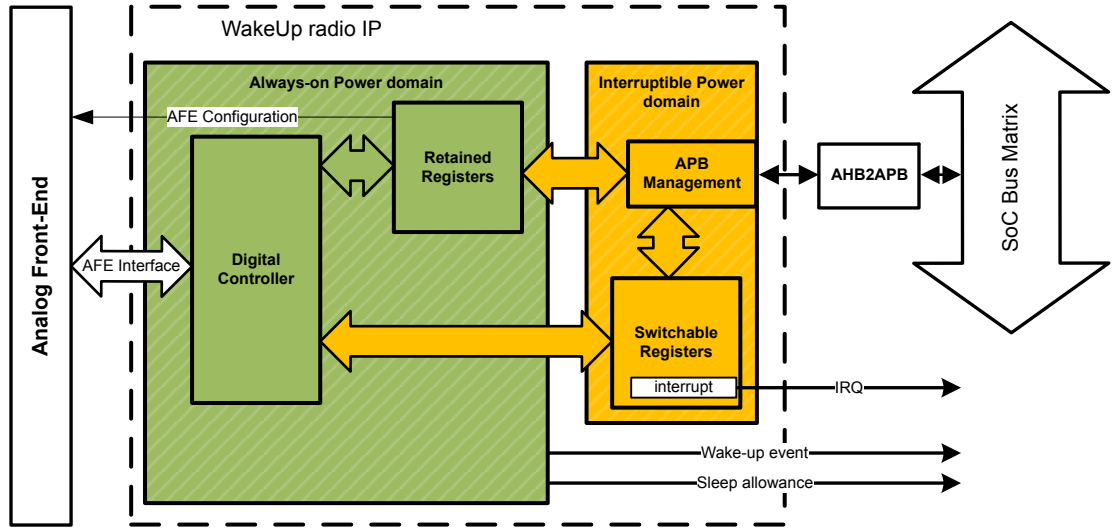 WakeUp radio IP
Analog Front-End
Always-on Power domain
AFE Configuration
Retained
Registers
Digital
Controller
AFE Interface
Interruptible Power
domain
APB
Management
Switchable
Registers
interrupt
AHB2APB
SoC Bus Matrix
IRQ
Wake-up event
Sleep allowance